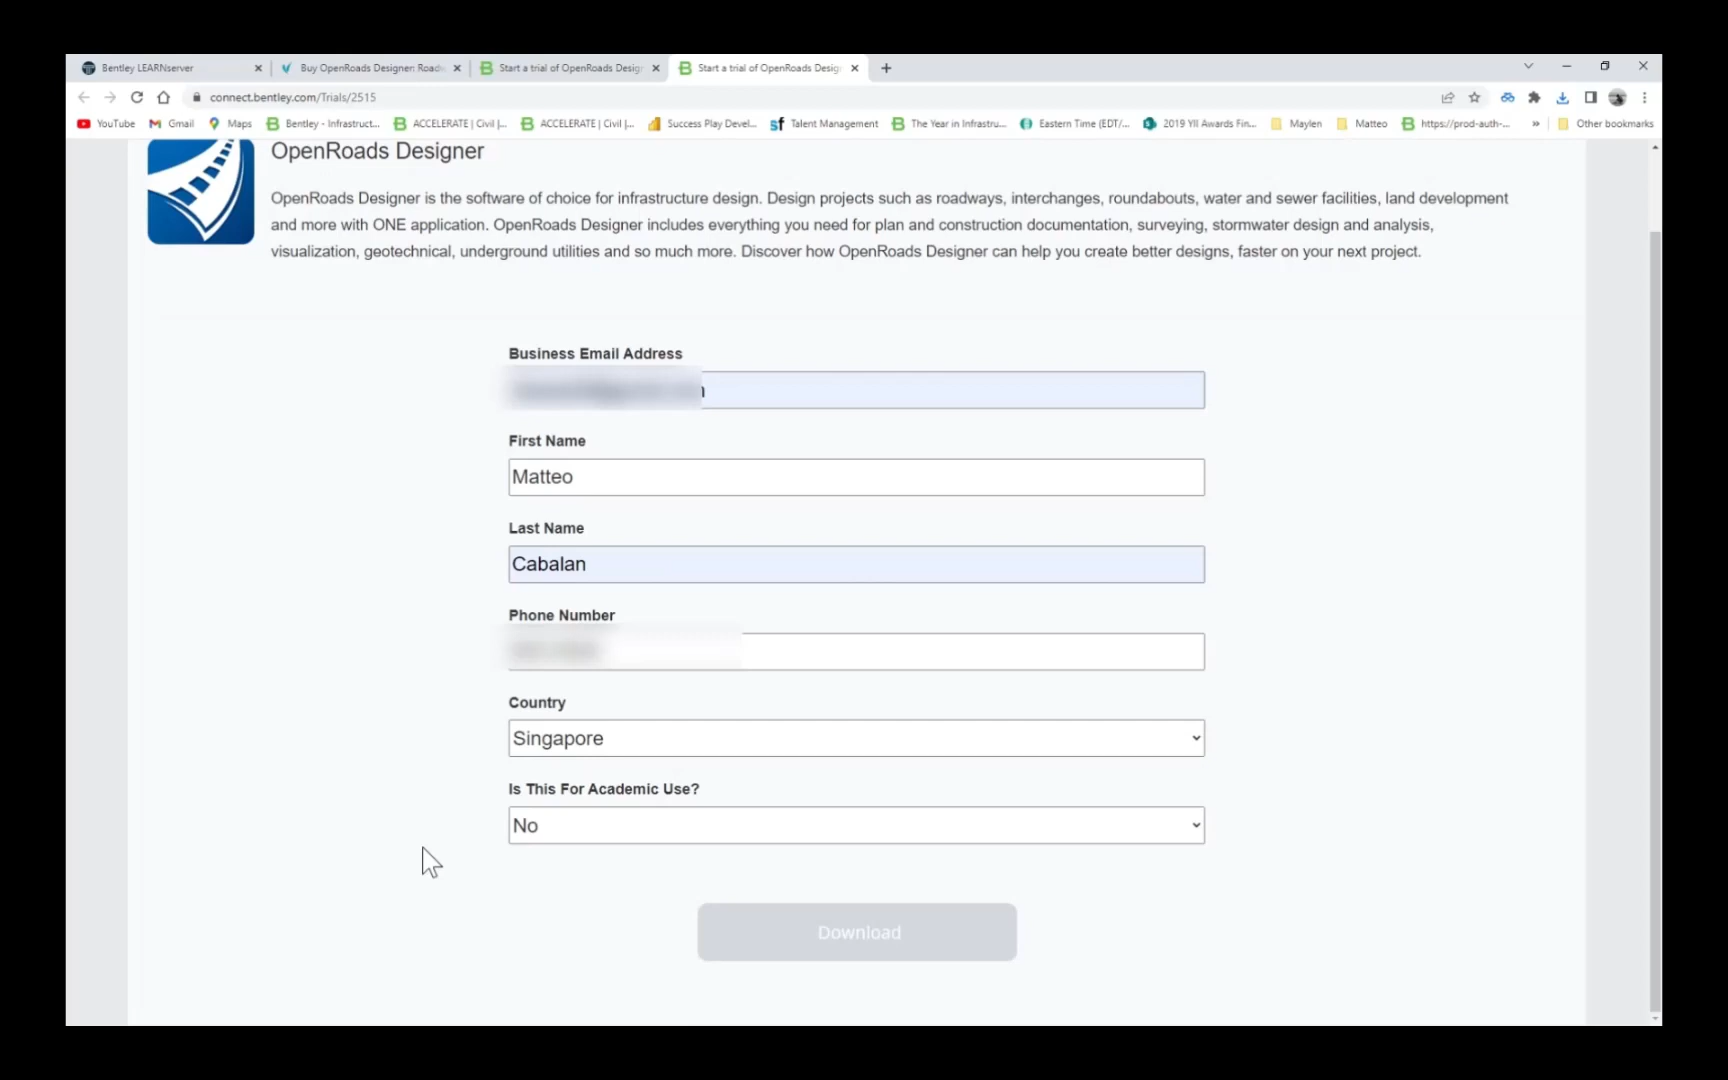 Bentley LEARNserver
Buy OpenRoads Designer: Roadw
Start a trial of OpenRoads Desig
Start a trial of OpenRoads Desig
connect.bentley.com/Trials/2515
YouTube
Gmail
Maps
Bentley - Infrastruct...
ACCELERATE | Civil |...
ACCELERATE | Civil |...
Success Play Devel...
Talent Management
The Year in Infrastru...
Eastern Time (EDT/...
2019 YII Awards Fin...
Maylen
Matteo
https://prod-auth-...
»
Other bookmarks
OpenRoads Designer
OpenRoads Designer is the software of choice for infrastructure design. Design projects such as roadways, interchanges, roundabouts, water and sewer facilities, land development
and more with ONE application. OpenRoads Designer includes everything you need for plan and construction documentation, surveying, stormwater design and analysis,
visualization, geotechnical, underground utilities and so much more. Discover how OpenRoads Designer can help you create better designs, faster on your next project.
Business Email Address
First Name
Matteo
Last Name
Cabalan
Phone Number
Country
Singapore
Is This For Academic Use?
No
Download